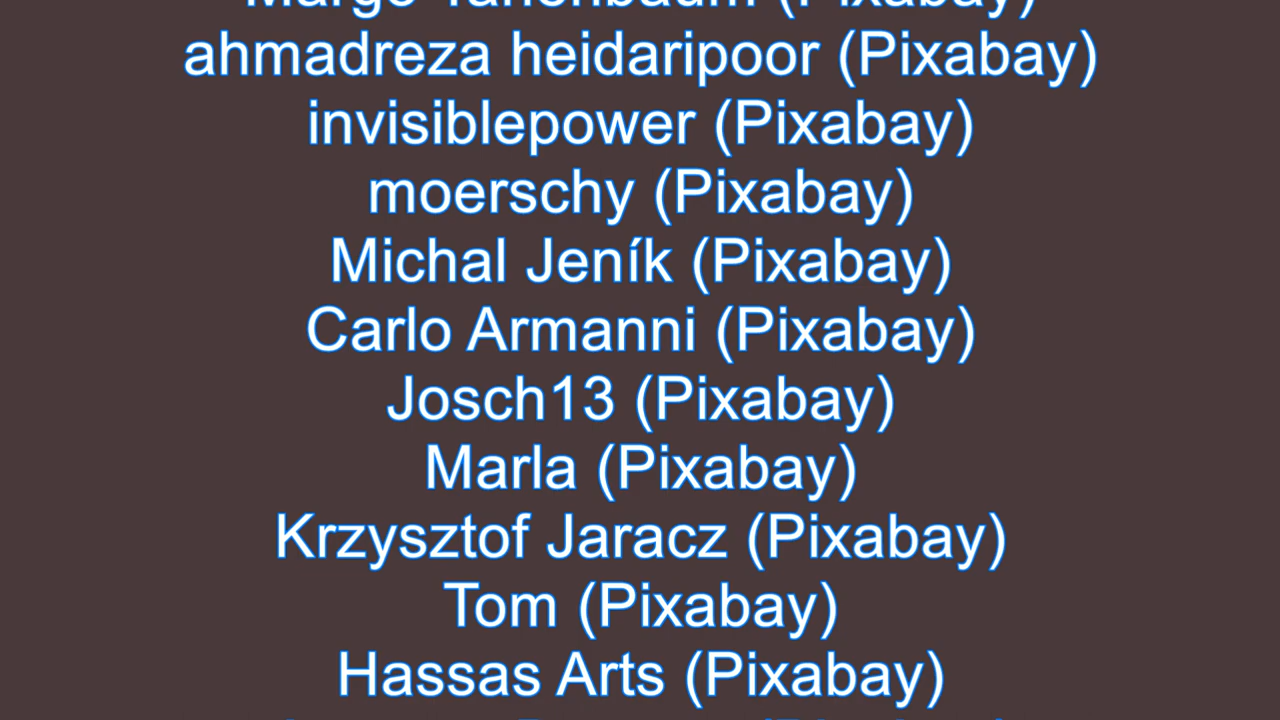 (Pixabay)
ahmadreza heidaripoor (Pixabay)
invisiblepower (Pixabay)
moerschy (Pixabay)
Michal Jeník (Pixabay)
Carlo Armanni (Pixabay)
Josch13 (Pixabay)
Marla (Pixabay)
Krzysztof Jaracz (Pixabay)
Tom (Pixabay)
Hassas Arts (Pixabay)